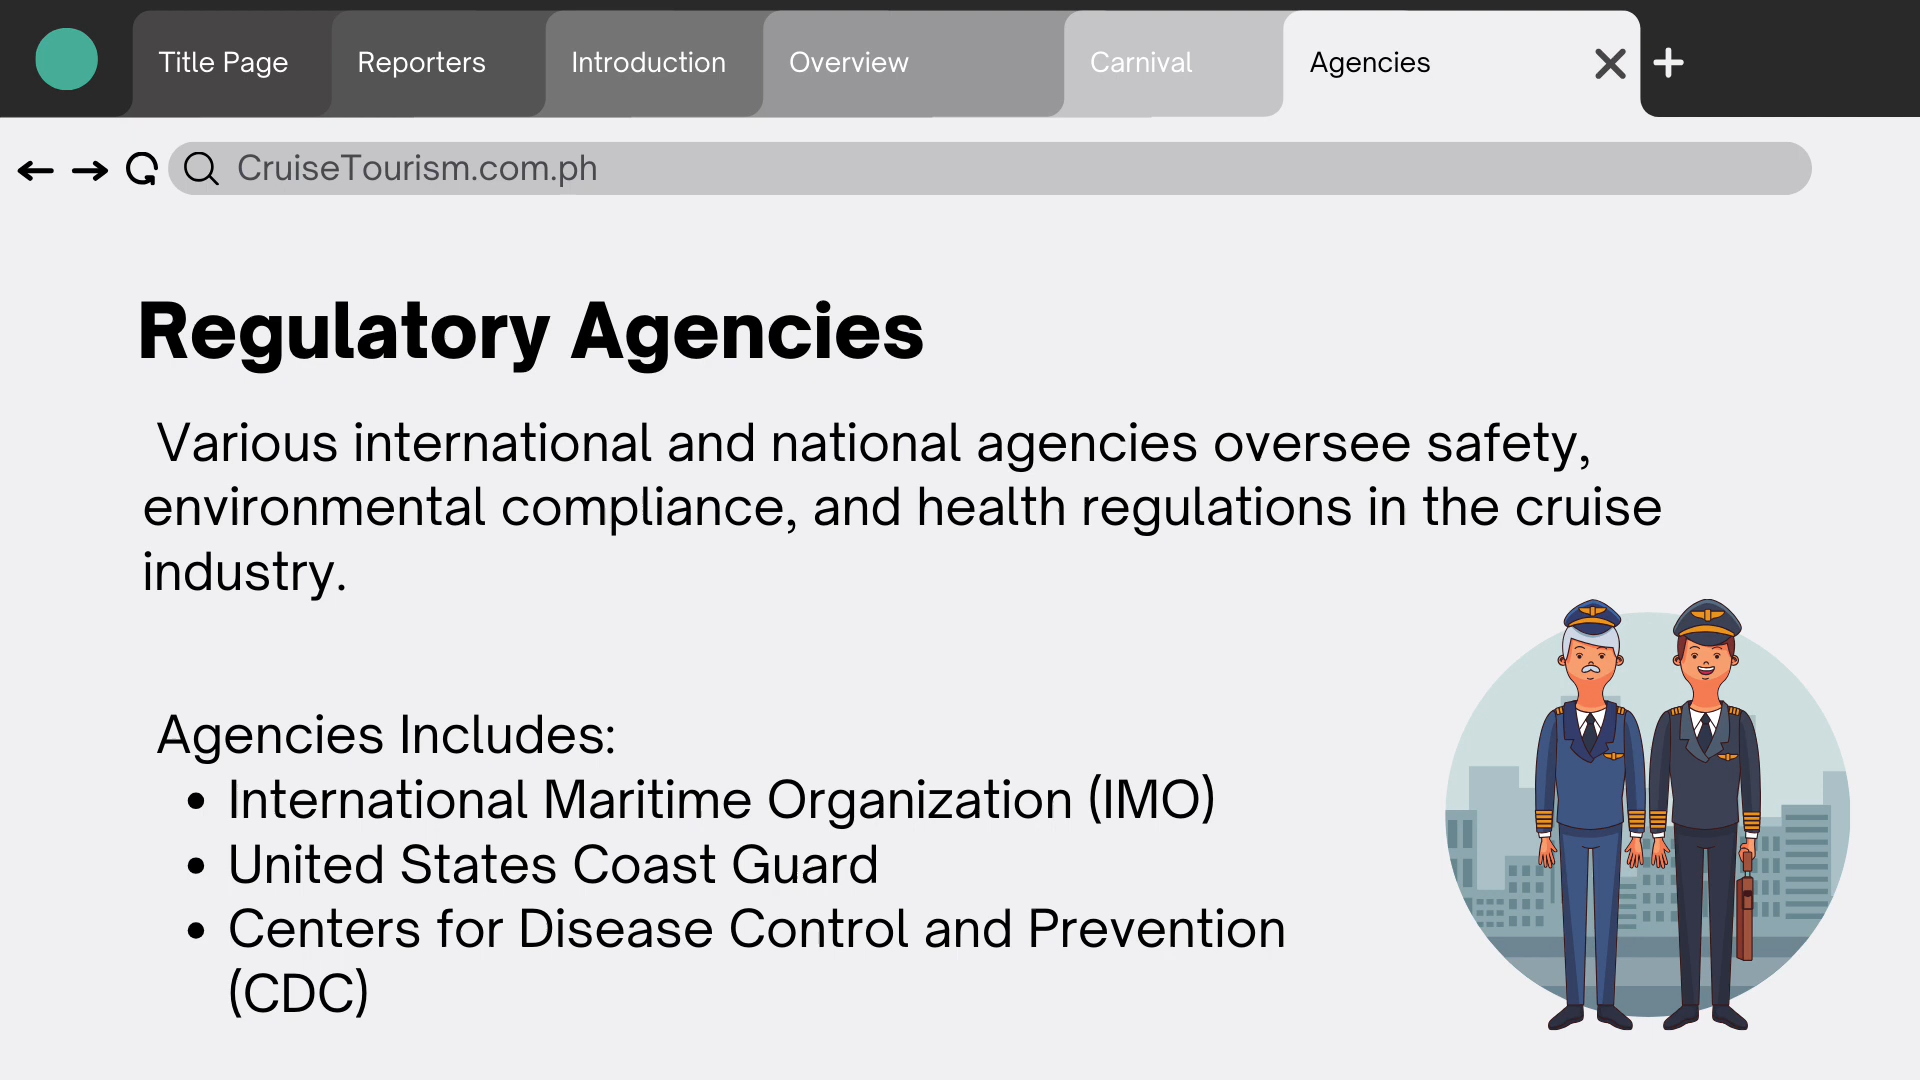 Title Page
Reporters
Introduction
Overview
Carnival
Agencies
CruiseTourism.com.ph
Regulatory Agencies
Various international and national agencies oversee safety,
environmental compliance, and health regulations in the cruise
industry.
Agencies Includes:
• International Maritime Organization (IMO)
• United States Coast Guard
• Centers for Disease Control and Prevention
(CDC)